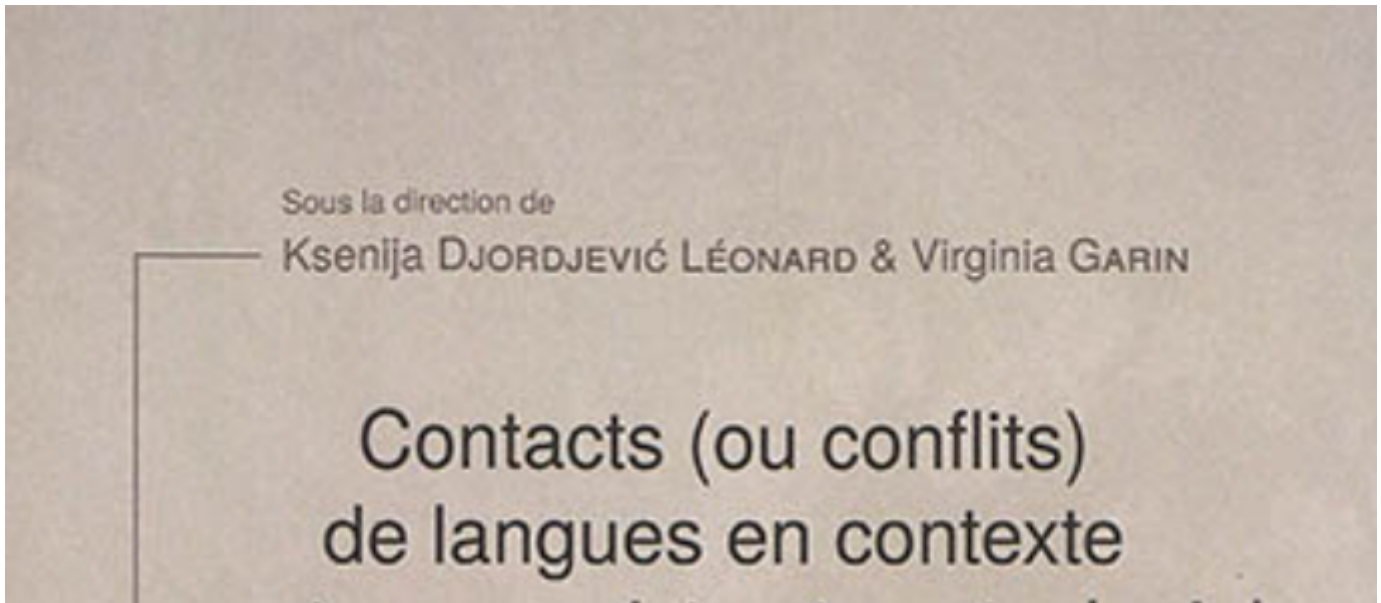 Sous la direction de
Ksenija DJORDJEVIĆ LÉONARD & Virginia GARIN
Contacts (ou conflits)
de langues en contexte